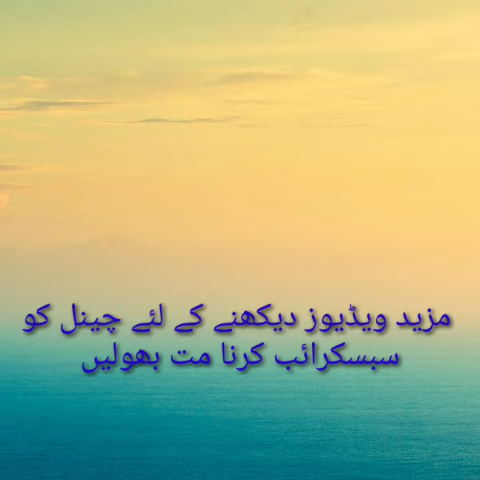 مزید ویڈیوز دیکھنے کے لئے چینل کو
سبسکرائب کرنا مت بھولیں